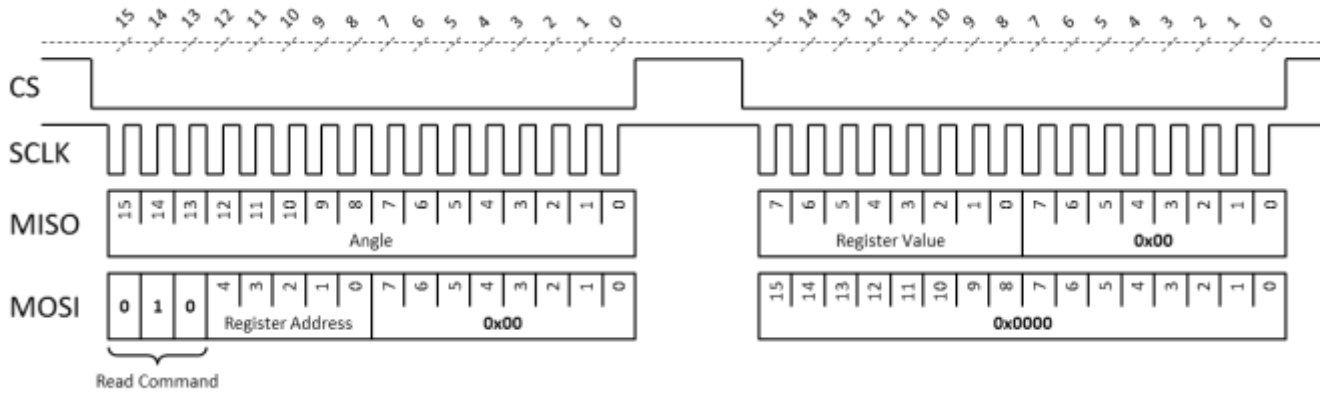 15 14 13 12 11 10 9 8 7 6 5 4 3 2 1 0 15 14 13 12 11 10 9 8 7 6 5 4 3 2 1 0
CS
SCLK
MISO 15 14 13 12 11 10 9 8 7 6 5 4 3 2 1 0 7 6 5 4 3 2 1 0 7 6 5 4 3 2 1 0
Angle Register Value 0x00
MOSI 0 1 0 4 3 2 1 0 7 6 5 4 3 2 1 0 15 14 13 12 11 10 9 8 7 6 5 4 3 2 1 0
Register Address 0x00 0x0000
Read Command